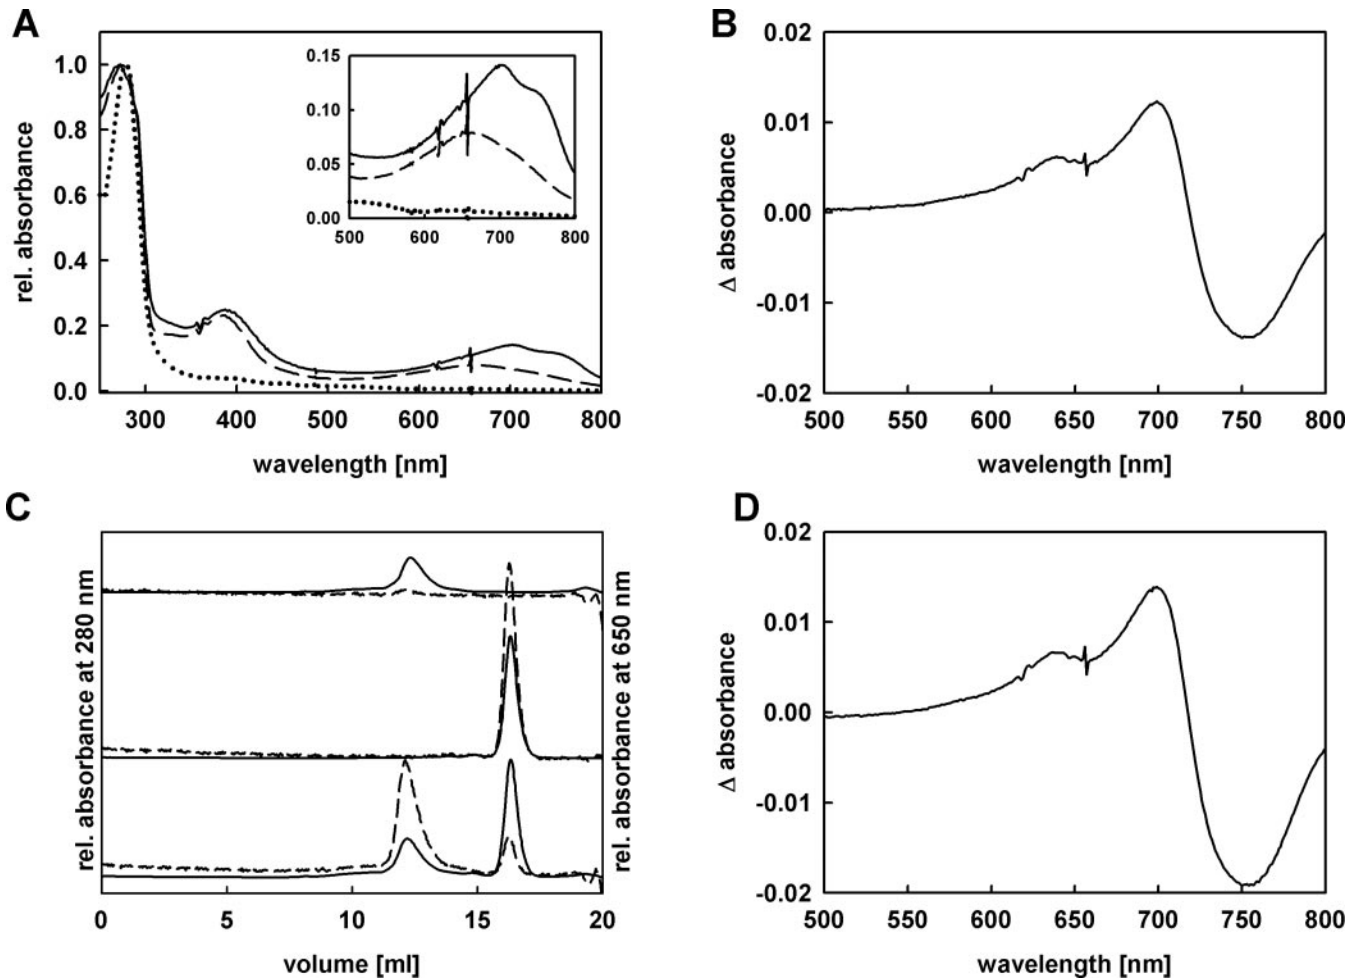 A
rel. absorbance
1.0
0.8
0.6
0.4
0.2
0.0
300 400 500 600 700 800
wavelength [nm]
0.15
0.10
0.05
0.00
500 600 700 800
B
Δ absorbance
0.02
0.01
0.00
-0.01
-0.02
500 550 600 650 700 750 800
wavelength [nm]
C
rel. absorbance at 280 nm
rel. absorbance at 650 nm
0 5 10 15 20
volume [ml]
D
Δ absorbance
0.02
0.01
0.00
-0.01
-0.02
500 550 600 650 700 750 800
wavelength [nm]